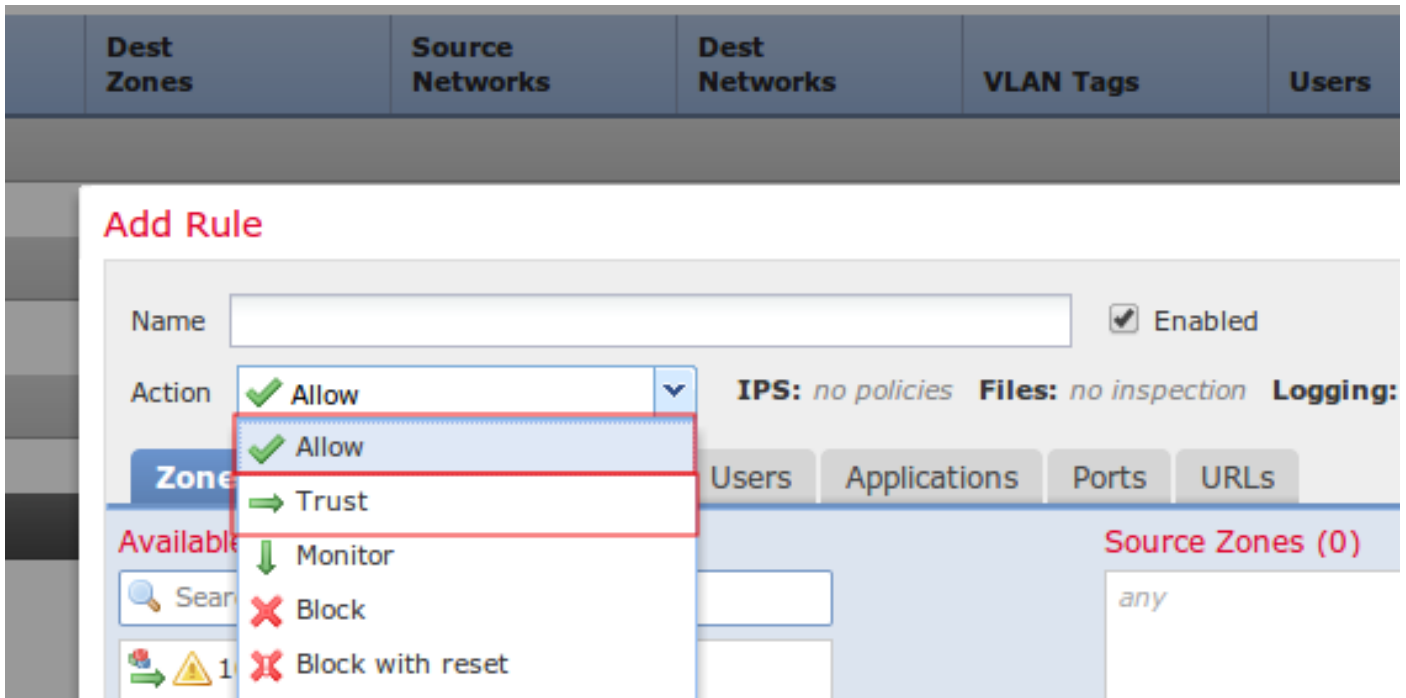 Dest Zones
Source Networks
Dest Networks
VLAN Tags
Users
Add Rule
Name
Enabled
Action
Allow
IPS: no policies Files: no inspection Logging:
Allow
Trust
Monitor
Block
Block with reset
Zone
Users
Applications
Ports
URLs
Available
Sear
1
Source Zones (0)
any